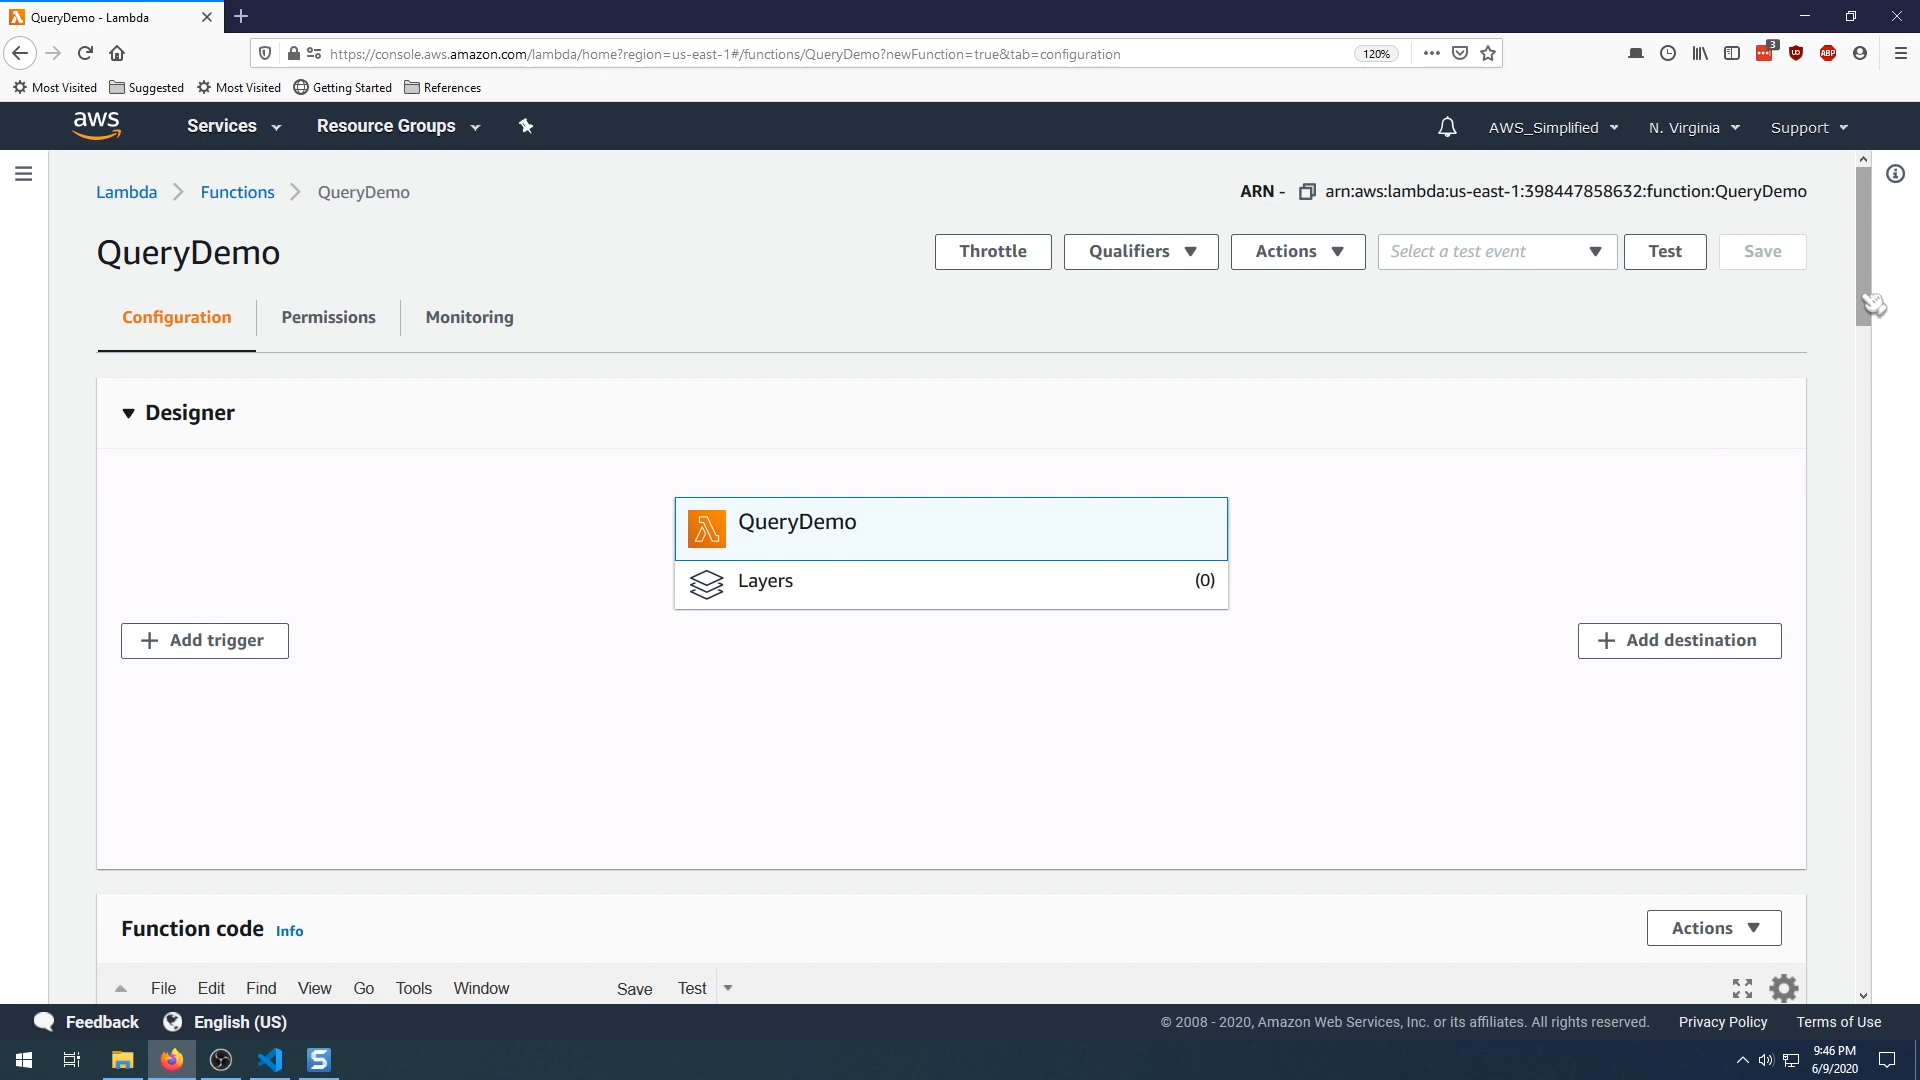 QueryDemo - Lambda
https://console.aws.amazon.com/lambda/home?region=us-east-1#/functions/QueryDemo?newFunction=true&tab=configuration
120%
3
UO
ABP
Most Visited
Suggested
Most Visited
Getting Started
References
aws
Services
Resource Groups
AWS_Simplified
N. Virginia
Support
Lambda
Functions
QueryDemo
ARN - arn:aws:lambda:us-east-1:398447858632:function:QueryDemo
QueryDemo
Throttle
Qualifiers
Actions
Select a test event
Test
Save
Configuration
Permissions
Monitoring
Designer
QueryDemo
Layers
(0)
Add trigger
Add destination
Function code Info
Actions
File
Edit
Find
View
Go
Tools
Window
Save
Test
Feedback
English (US)
© 2008 - 2020, Amazon Web Services, Inc. or its affiliates. All rights reserved.
Privacy Policy
Terms of Use
S
9:46 PM
6/9/2020